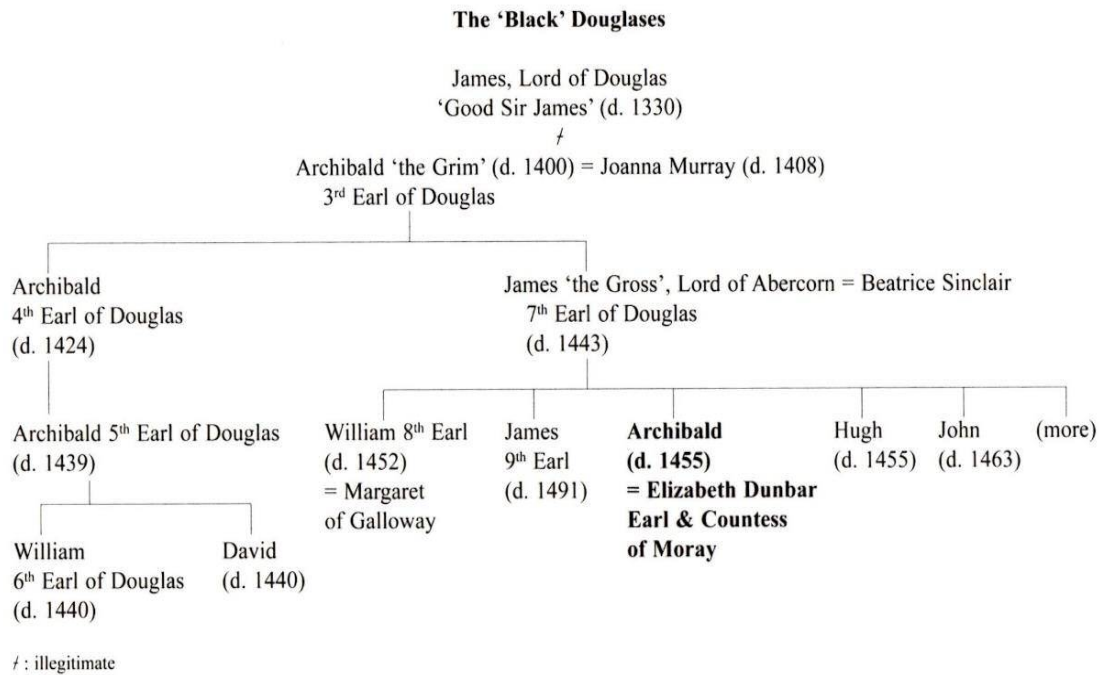 The ‘Black’ Douglases
James, Lord of Douglas
‘Good Sir James’ (d. 1330)
Archibald ‘the Grim’ (d. 1400) = Joanna Murray (d. 1408)
3rd Earl of Douglas
Archibald
4th Earl of Douglas
(d. 1424)
James ‘the Gross’, Lord of Abercorn = Beatrice Sinclair
7th Earl of Douglas
(d. 1443)
Archibald 5th Earl of Douglas
(d. 1439)
William 8th Earl
(d. 1452)
= Margaret
of Galloway
James
9th Earl
(d. 1491)
Archibald
(d. 1455)
= Elizabeth Dunbar
Earl & Countess
of Moray
Hugh
(d. 1455)
John
(d. 1463)
(more)
William
6th Earl of Douglas
(d. 1440)
David
(d. 1440)
ƚ : illegitimate